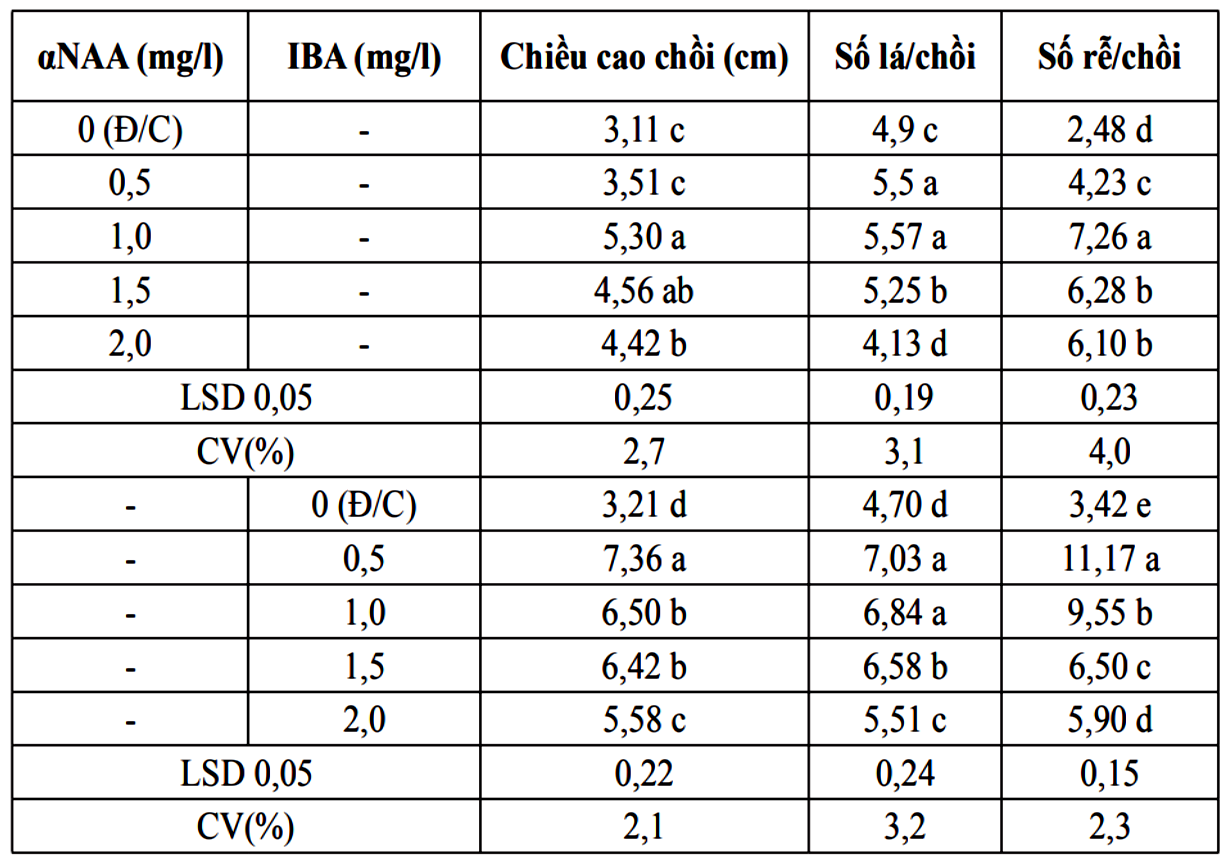 αNAA (mg/l) IBA (mg/l) Chiều cao chồi (cm) Số lá/chồi Số rễ/chồi
0 (Đ/C) - 3,11 c 4,9 c 2,48 d
0,5 - 3,51 c 5,5 a 4,23 c
1,0 - 5,30 a 5,57 a 7,26 a
1,5 - 4,56 ab 5,25 b 6,28 b
2,0 - 4,42 b 4,13 d 6,10 b
LSD 0,05 0,25 0,19 0,23
CV(%) 2,7 3,1 4,0
- 0 (Đ/C) 3,21 d 4,70 d 3,42 e
- 0,5 7,36 a 7,03 a 11,17 a
- 1,0 6,50 b 6,84 a 9,55 b
- 1,5 6,42 b 6,58 b 6,50 c
- 2,0 5,58 c 5,51 c 5,90 d
LSD 0,05 0,22 0,24 0,15
CV(%) 2,1 3,2 2,3